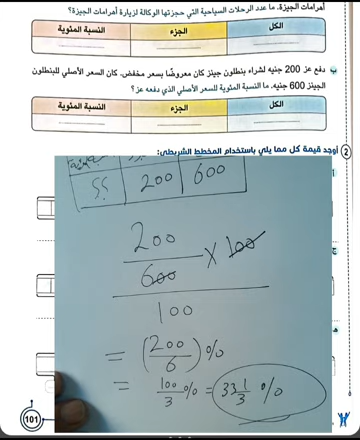 أهرامات الجيزة. ما عدد الرحلات السياحية التي حجزتها الوكالة لزيارة أهرامات الجيزة؟
الكل الجزء النسبة المئوية
ب دفع عز 200 جنيه لشراء بنطلون جينز كان معروضًا بسعر مخفض. كان السعر الأصلي للبنطلون
الجينز 600 جنيه. ما النسبة المئوية للسعر الأصلي الذي دفعه عز؟
الكل الجزء النسبة المئوية
2 أوجد قيمة كل مما يلي باستخدام المخطط الشريطي:
؟؟ 200 600
200
600 × 100
100
= (200/6) %
= 100/3 % = 33 1/3 %
101